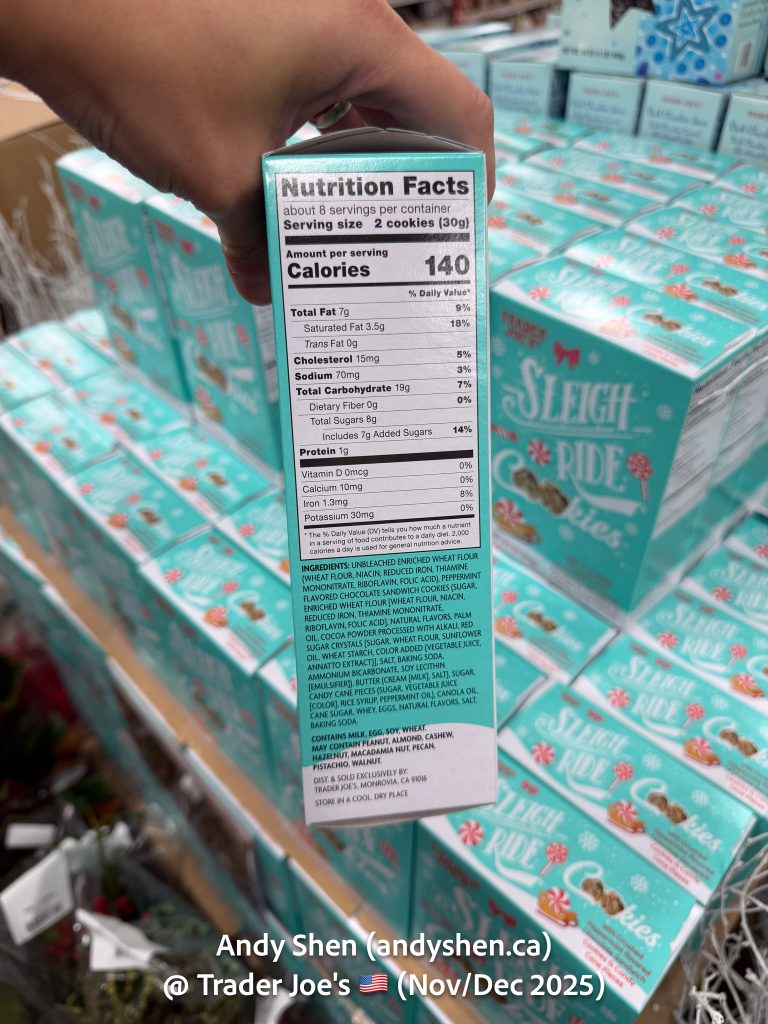 Nutrition Facts
about 8 servings per container
Serving size 2 cookies (30g)
Amount per serving
Calories 140
% Daily Value*
Total Fat 7g 9%
Saturated Fat 3.5g 18%
Trans Fat 0g
Cholesterol 15mg 5%
Sodium 70mg 3%
Total Carbohydrate 19g 7%
Dietary Fiber 0g 0%
Total Sugars 8g
Includes 7g Added Sugars 14%
Protein 1g
Vitamin D 0mcg 0%
Calcium 10mg 0%
Iron 1.3mg 8%
Potassium 30mg 0%
* The % Daily Value (DV) tells you how much a nutrient
in a serving of food contributes to a daily diet. 2,000
calories a day is used for general nutrition advice.
INGREDIENTS: UNBLEACHED ENRICHED WHEAT FLOUR
(WHEAT FLOUR, NIACIN, REDUCED IRON, THIAMINE
MONONITRATE, RIBOFLAVIN, FOLIC ACID), PEPPERMINT
FLAVORED CHOCOLATE SANDWICH COOKIES (SUGAR,
ENRICHED WHEAT FLOUR [WHEAT FLOUR, NIACIN,
REDUCED IRON, THIAMINE MONONITRATE,
RIBOFLAVIN, FOLIC ACID], NATURAL FLAVORS, PALM
OIL, COCOA POWDER PROCESSED WITH ALKALI, RED
SUGAR CRYSTALS [SUGAR, WHEAT FLOUR, SUNFLOWER
OIL, WHEAT STARCH, COLOR ADDED (VEGETABLE JUICE,
ANNATTO EXTRACT)], SALT, BAKING SODA,
AMMONIUM BICARBONATE, SOY LECITHIN
[EMULSIFIER]), BUTTER (CREAM [MILK], SALT), SUGAR,
CANDY CANE PIECES (SUGAR, VEGETABLE JUICE
[COLOR], RICE SYRUP, PEPPERMINT OIL), CANOLA OIL,
CANE SUGAR, WHEY, EGGS, NATURAL FLAVORS, SALT,
BAKING SODA.
CONTAINS MILK, EGG, SOY, WHEAT.
MAY CONTAIN PEANUT, ALMOND, CASHEW,
HAZELNUT, MACADAMIA NUT, PECAN,
PISTACHIO, WALNUT.
DIST. & SOLD EXCLUSIVELY BY:
TRADER JOE'S, MONROVIA, CA 91016
STORE IN A COOL, DRY PLACE
TRADER
JOE'S
SLEIGH
RIDE
Cookies
Nutrition Facts
SLEIGH
RIDE
Cookies
SLEIGH
RIDE
Cookies
Andy Shen (andyshen.ca)
@ Trader Joe's 🇺🇸 (Nov/Dec 2025)